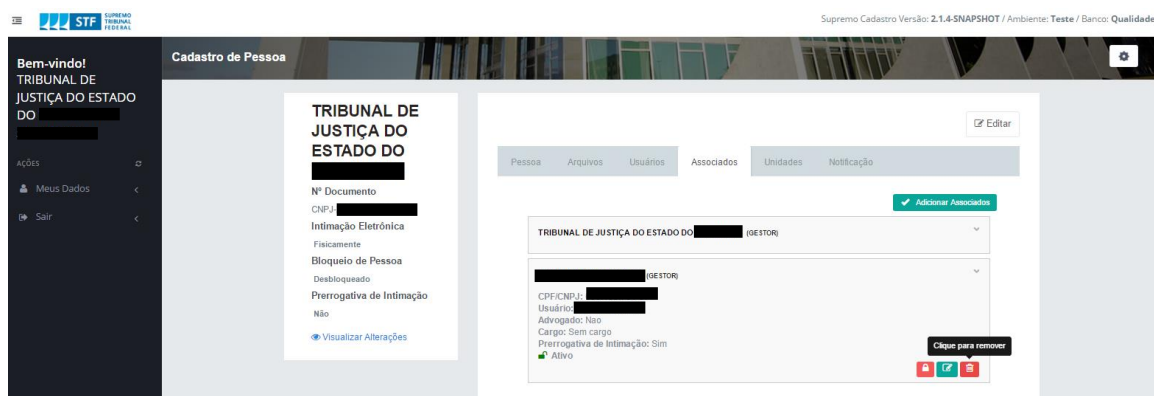 STF SUPREMO
TRIBUNAL
FEDERAL
Supremo Cadastro Versão: 2.1.4-SNAPSHOT / Ambiente: Teste / Banco: Qualidade
Bem-vindo!
TRIBUNAL DE
JUSTIÇA DO ESTADO
DO
AÇÕES
Meus Dados
Sair
Cadastro de Pessoa
TRIBUNAL DE
JUSTIÇA DO
ESTADO DO
Nº Documento
CNPJ-
Intimação Eletrônica
Fisicamente
Bloqueio de Pessoa
Desbloqueado
Prerrogativa de Intimação
Não
Visualizar Alterações
Editar
Pessoa Arquivos Usuários Associados Unidades Notificação
Adicionar Associados
TRIBUNAL DE JUSTIÇA DO ESTADO DO (GESTOR)
(GESTOR)
CPF/CNPJ:
Usuário:
Advogado: Nao
Cargo: Sem cargo
Prerrogativa de Intimação: Sim
Ativo
Clique para remover